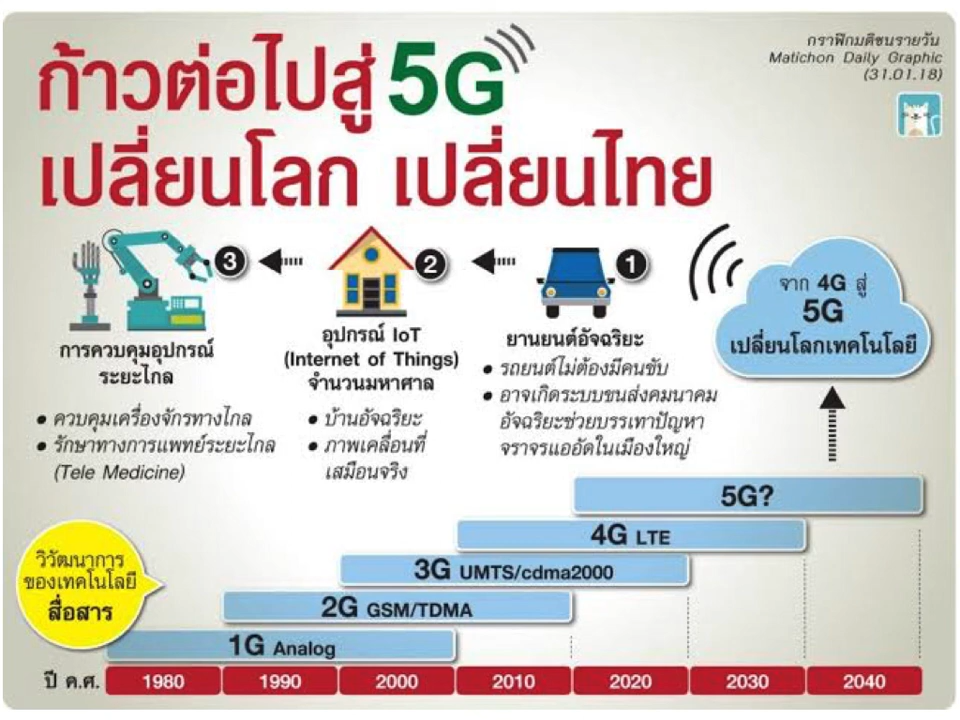 ก้าวต่อไปสู่ 5G
เปลี่ยนโลก เปลี่ยนไทย
กราฟิกมติชนรายวัน
Matichon Daily Graphic
(31.01.18)
จาก 4G สู่
5G
เปลี่ยนโลกเทคโนโลยี
1
ยานยนต์อัจฉริยะ
• รถยนต์ไม่ต้องมีคนขับ
• อาจเกิดระบบขนส่งคมนาคม
อัจฉริยะช่วยบรรเทาปัญหา
จราจรแออัดในเมืองใหญ่
2
อุปกรณ์ IoT
(Internet of Things)
จำนวนมหาศาล
• บ้านอัจฉริยะ
• ภาพเคลื่อนที่
เสมือนจริง
3
การควบคุมอุปกรณ์
ระยะไกล
• ควบคุมเครื่องจักรทางไกล
• รักษาทางการแพทย์ระยะไกล
(Tele Medicine)
วิวัฒนาการ
ของเทคโนโลยี
สื่อสาร
5G?
4G LTE
3G UMTS/cdma2000
2G GSM/TDMA
1G Analog
ปี ค.ศ. 1980 1990 2000 2010 2020 2030 2040